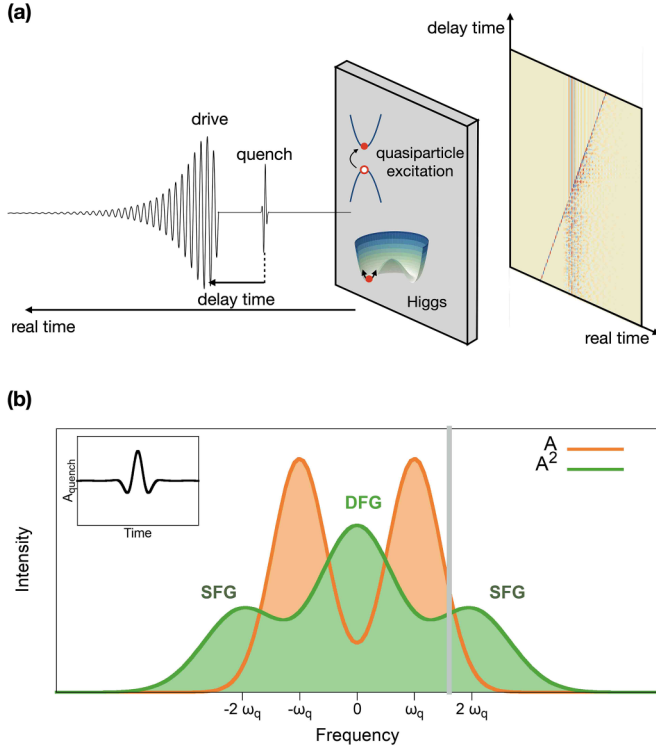 (a)
delay time
drive
quench
quasiparticle
excitation
delay time
Higgs
real time
real time
(b)
A
A²
A_quench
Time
DFG
SFG
SFG
Intensity
-2 ω_q
-ω_q
0
ω_q
2 ω_q
Frequency